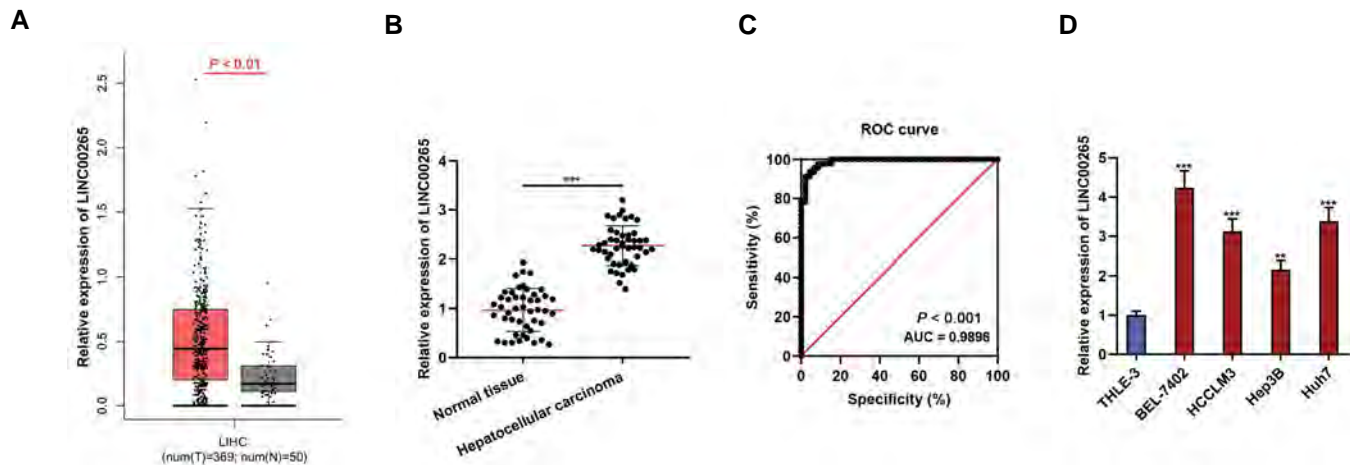 A
Relative expression of LINC00265
2.5
2.0
1.5
1.0
0.5
0.0
P < 0.01
LIHC
(num(T)=369; num(N)=50)
B
Relative expression of LINC00265
4
3
2
1
0
***
Normal tissue
Hepatocellular carcinoma
C
ROC curve
Sensitivity (%)
100
80
60
40
20
0
P < 0.001
AUC = 0.9896
0 20 40 60 80 100
Specificity (%)
D
Relative expression of LINC00265
5
4
3
2
1
0
***
***
**
***
THLE-3
BEL-7402
HCCLM3
Hep3B
Huh7